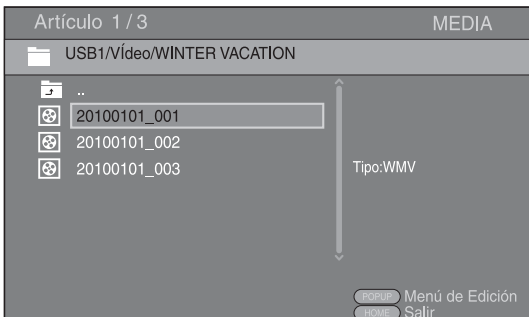 Artículo 1/3 MEDIA
USB1/Vídeo/WINTER VACATION
..
20100101_001
20100101_002
20100101_003
Tipo:WMV
POPUP Menú de Edición
HOME Salir